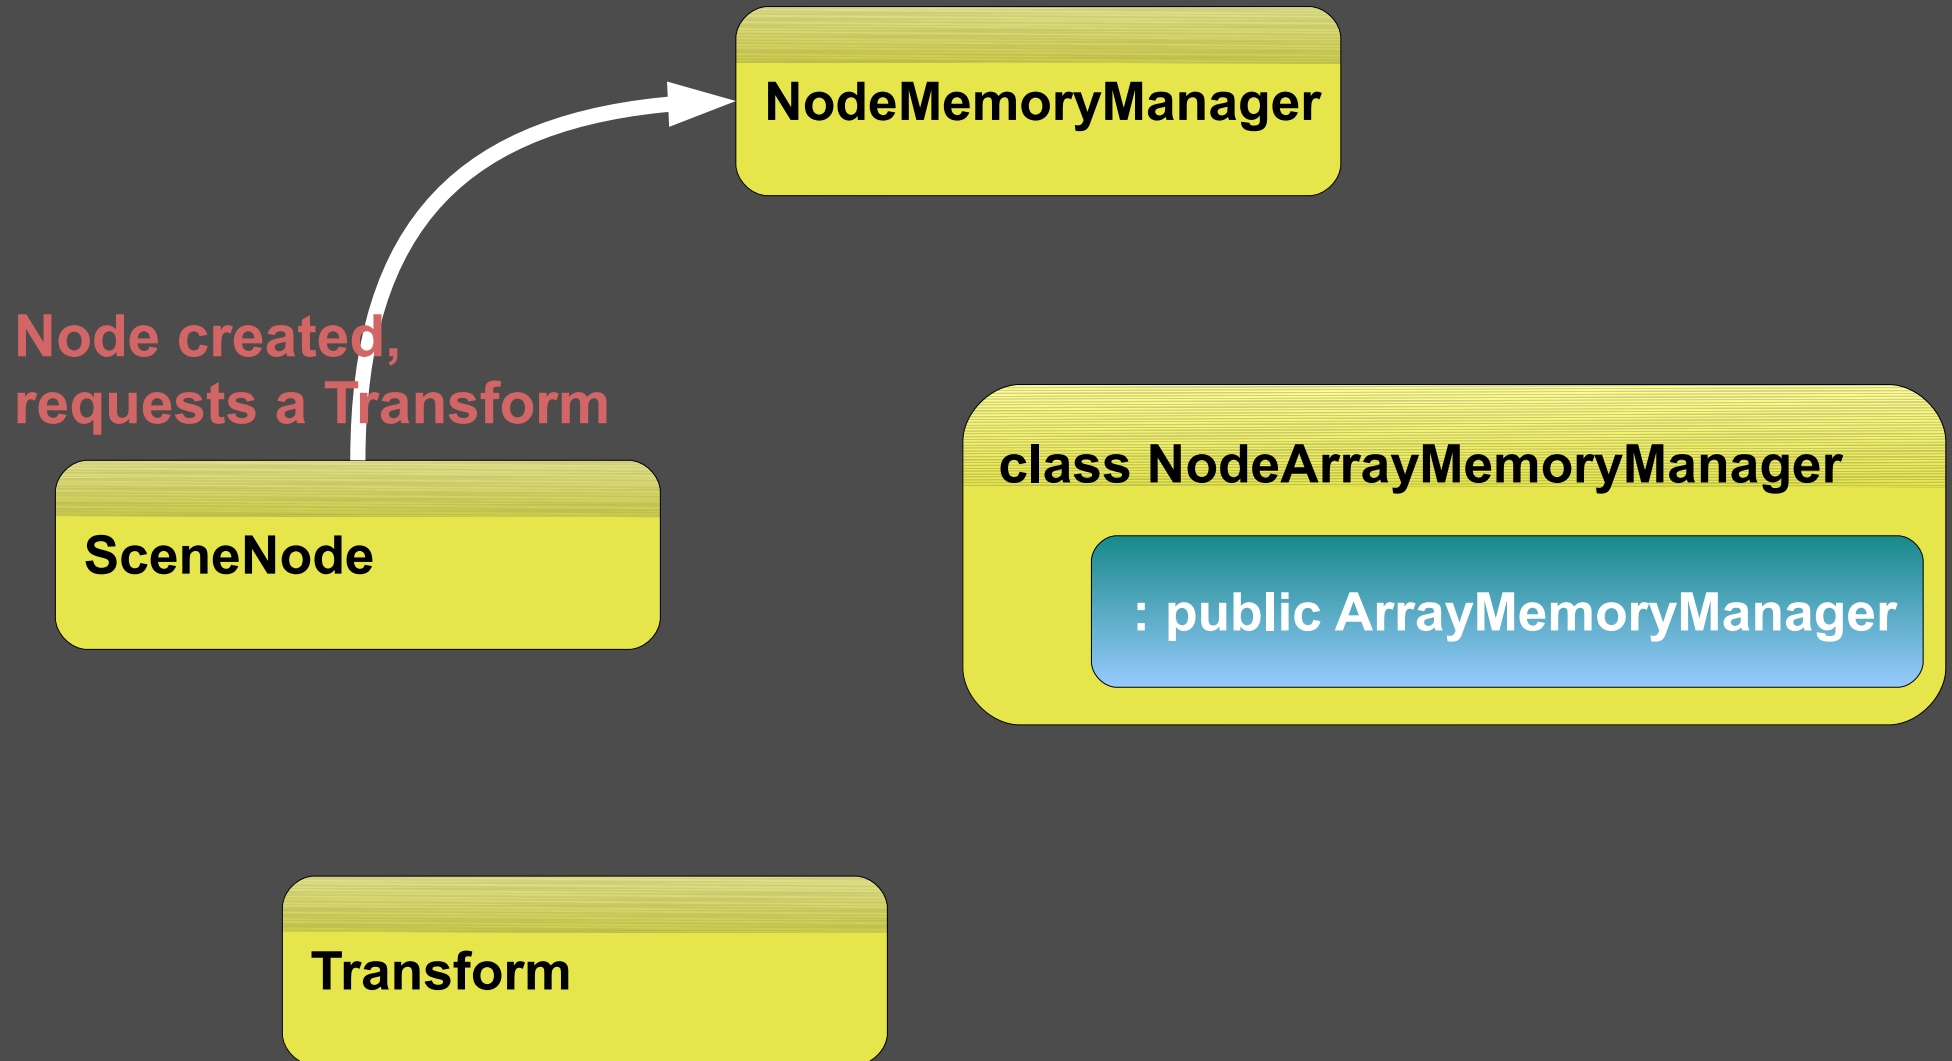 NodeMemoryManager
Node created,
requests a Transform
class NodeArrayMemoryManager
SceneNode
: public ArrayMemoryManager
Transform